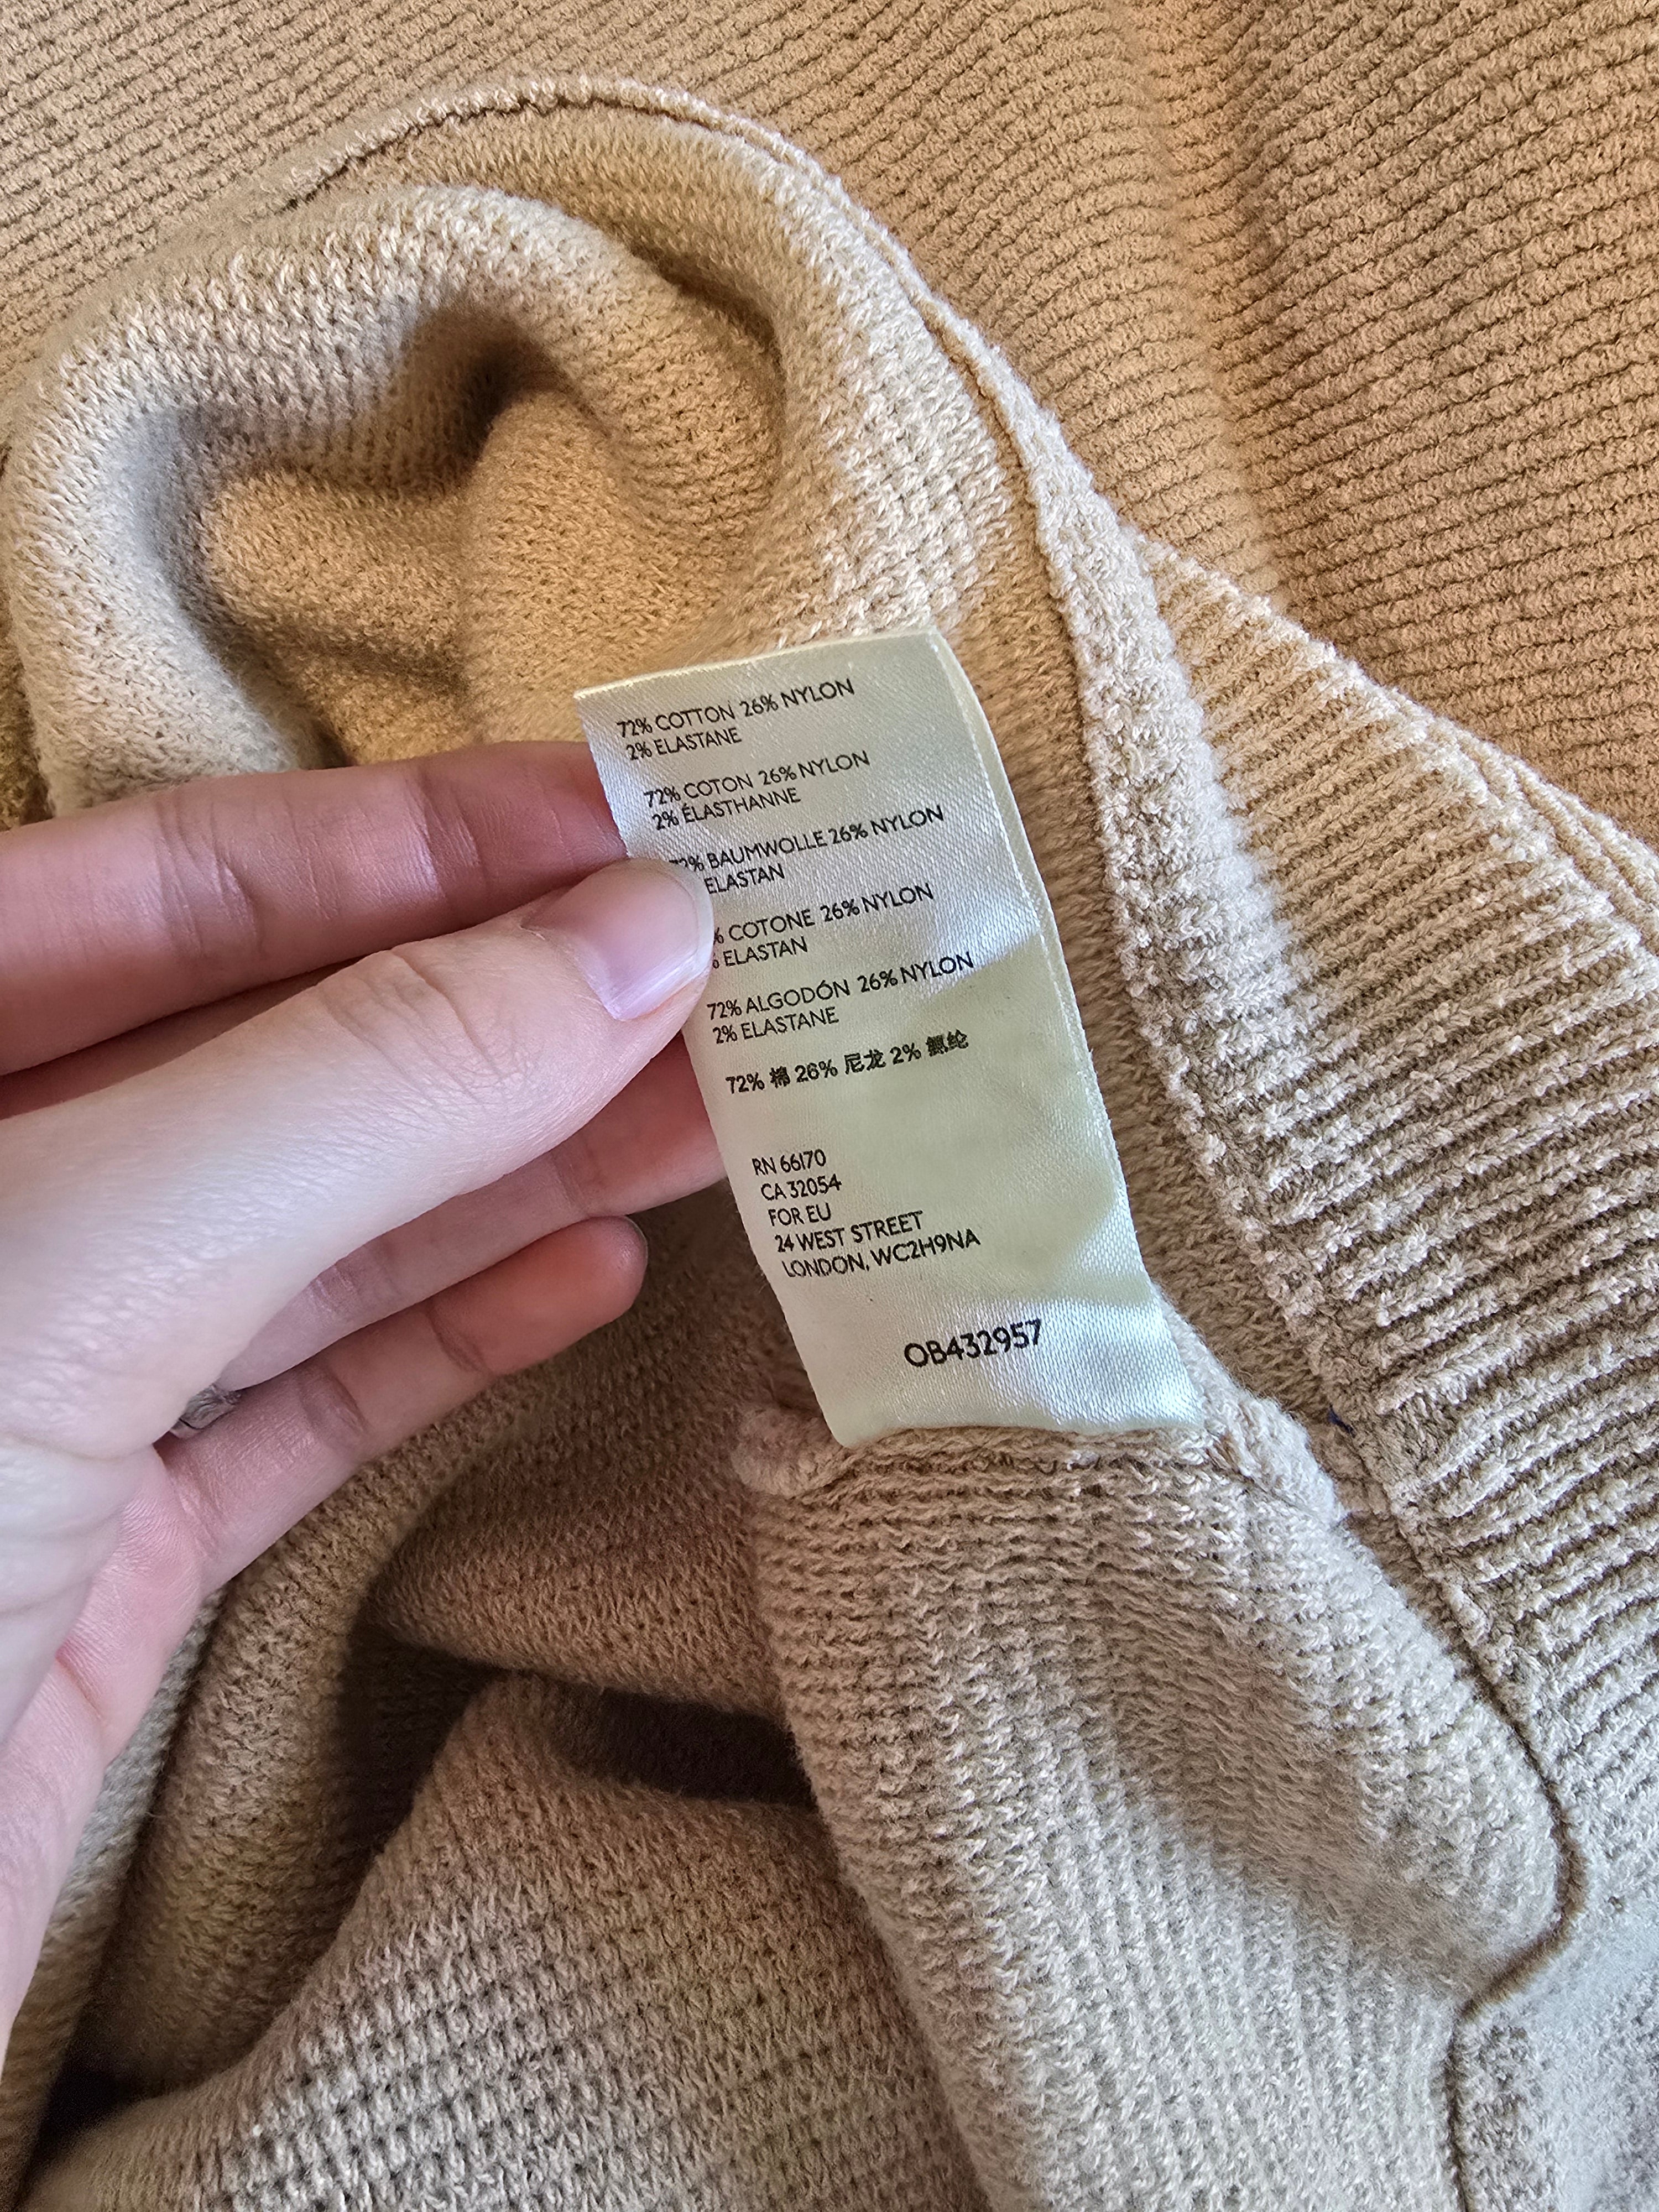 72% COTTON 26% NYLON
2% ELASTANE
72% COTON 26% NYLON
2% ÉLASTHANNE
72% BAUMWOLLE 26% NYLON
ELASTAN
% COTONE 26% NYLON
% ELASTAN
72% ALGODÓN 26% NYLON
2% ELASTANE
72% 棉 26% 尼龙 2% 氨纶
RN 66170
CA 32054
FOR EU
24 WEST STREET
LONDON, WC2H9NA
OB432957